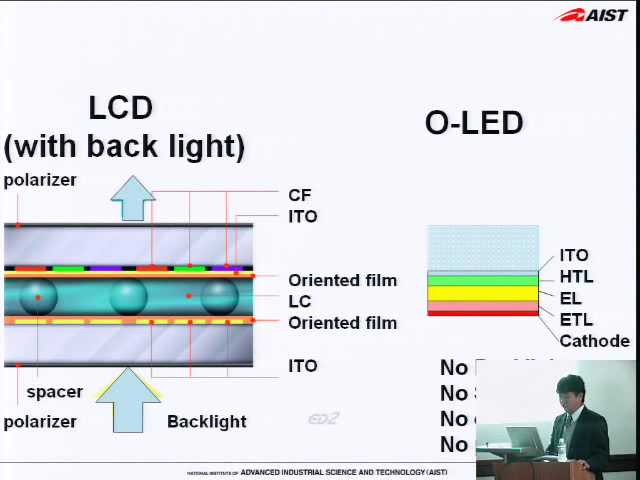 AIST
LCD
(with back light)
O-LED
polarizer
CF
ITO
Oriented film
LC
Oriented film
ITO
spacer
polarizer
Backlight
ITO
HTL
EL
ETL
Cathode
No
No
No
No
NATIONAL INSTITUTE OF ADVANCED INDUSTRIAL SCIENCE AND TECHNOLOGY (AIST)